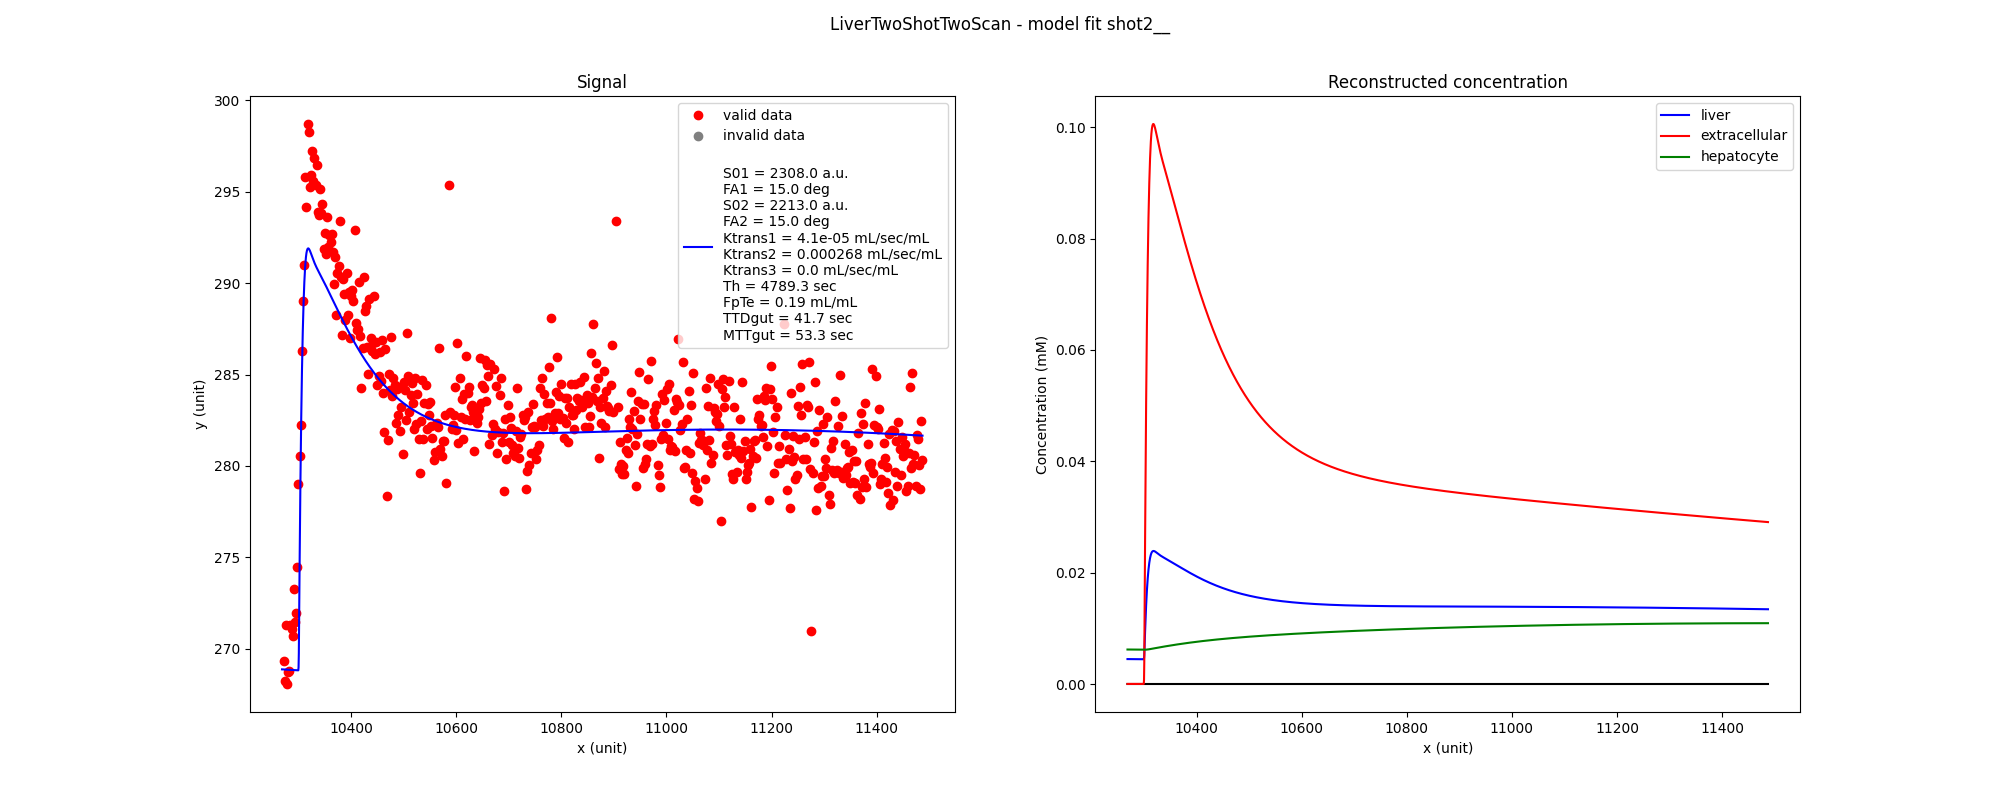 LiverTwoShotTwoScan - model fit shot2__
Signal
300
295
290
285
280
275
270
y (unit)
10400 10600 10800 11000 11200 11400
x (unit)
valid data
invalid data
S01 = 2308.0 a.u.
FA1 = 15.0 deg
S02 = 2213.0 a.u.
FA2 = 15.0 deg
Ktrans1 = 4.1e-05 mL/sec/mL
Ktrans2 = 0.000268 mL/sec/mL
Ktrans3 = 0.0 mL/sec/mL
Th = 4789.3 sec
FpTe = 0.19 mL/mL
TTDgut = 41.7 sec
MTTgut = 53.3 sec
Reconstructed concentration
0.10
0.08
0.06
0.04
0.02
0.00
Concentration (mM)
10400 10600 10800 11000 11200 11400
x (unit)
liver
extracellular
hepatocyte